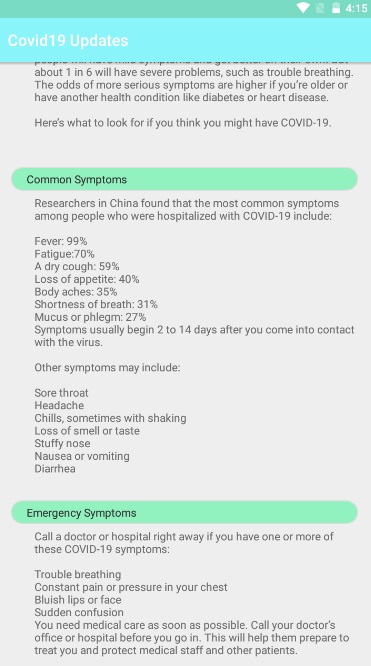 4:15
Covid19 Updates
about 1 in 6 will have severe problems, such as trouble breathing.
The odds of more serious symptoms are higher if you're older or
have another health condition like diabetes or heart disease.
Here's what to look for if you think you might have COVID-19.
Common Symptoms
Researchers in China found that the most common symptoms
among people who were hospitalized with COVID-19 include:
Fever: 99%
Fatigue:70%
A dry cough: 59%
Loss of appetite: 40%
Body aches: 35%
Shortness of breath: 31%
Mucus or phlegm: 27%
Symptoms usually begin 2 to 14 days after you come into contact
with the virus.
Other symptoms may include:
Sore throat
Headache
Chills, sometimes with shaking
Loss of smell or taste
Stuffy nose
Nausea or vomiting
Diarrhea
Emergency Symptoms
Call a doctor or hospital right away if you have one or more of
these COVID-19 symptoms:
Trouble breathing
Constant pain or pressure in your chest
Bluish lips or face
Sudden confusion
You need medical care as soon as possible. Call your doctor's
office or hospital before you go in. This will help them prepare to
treat you and protect medical staff and other patients.